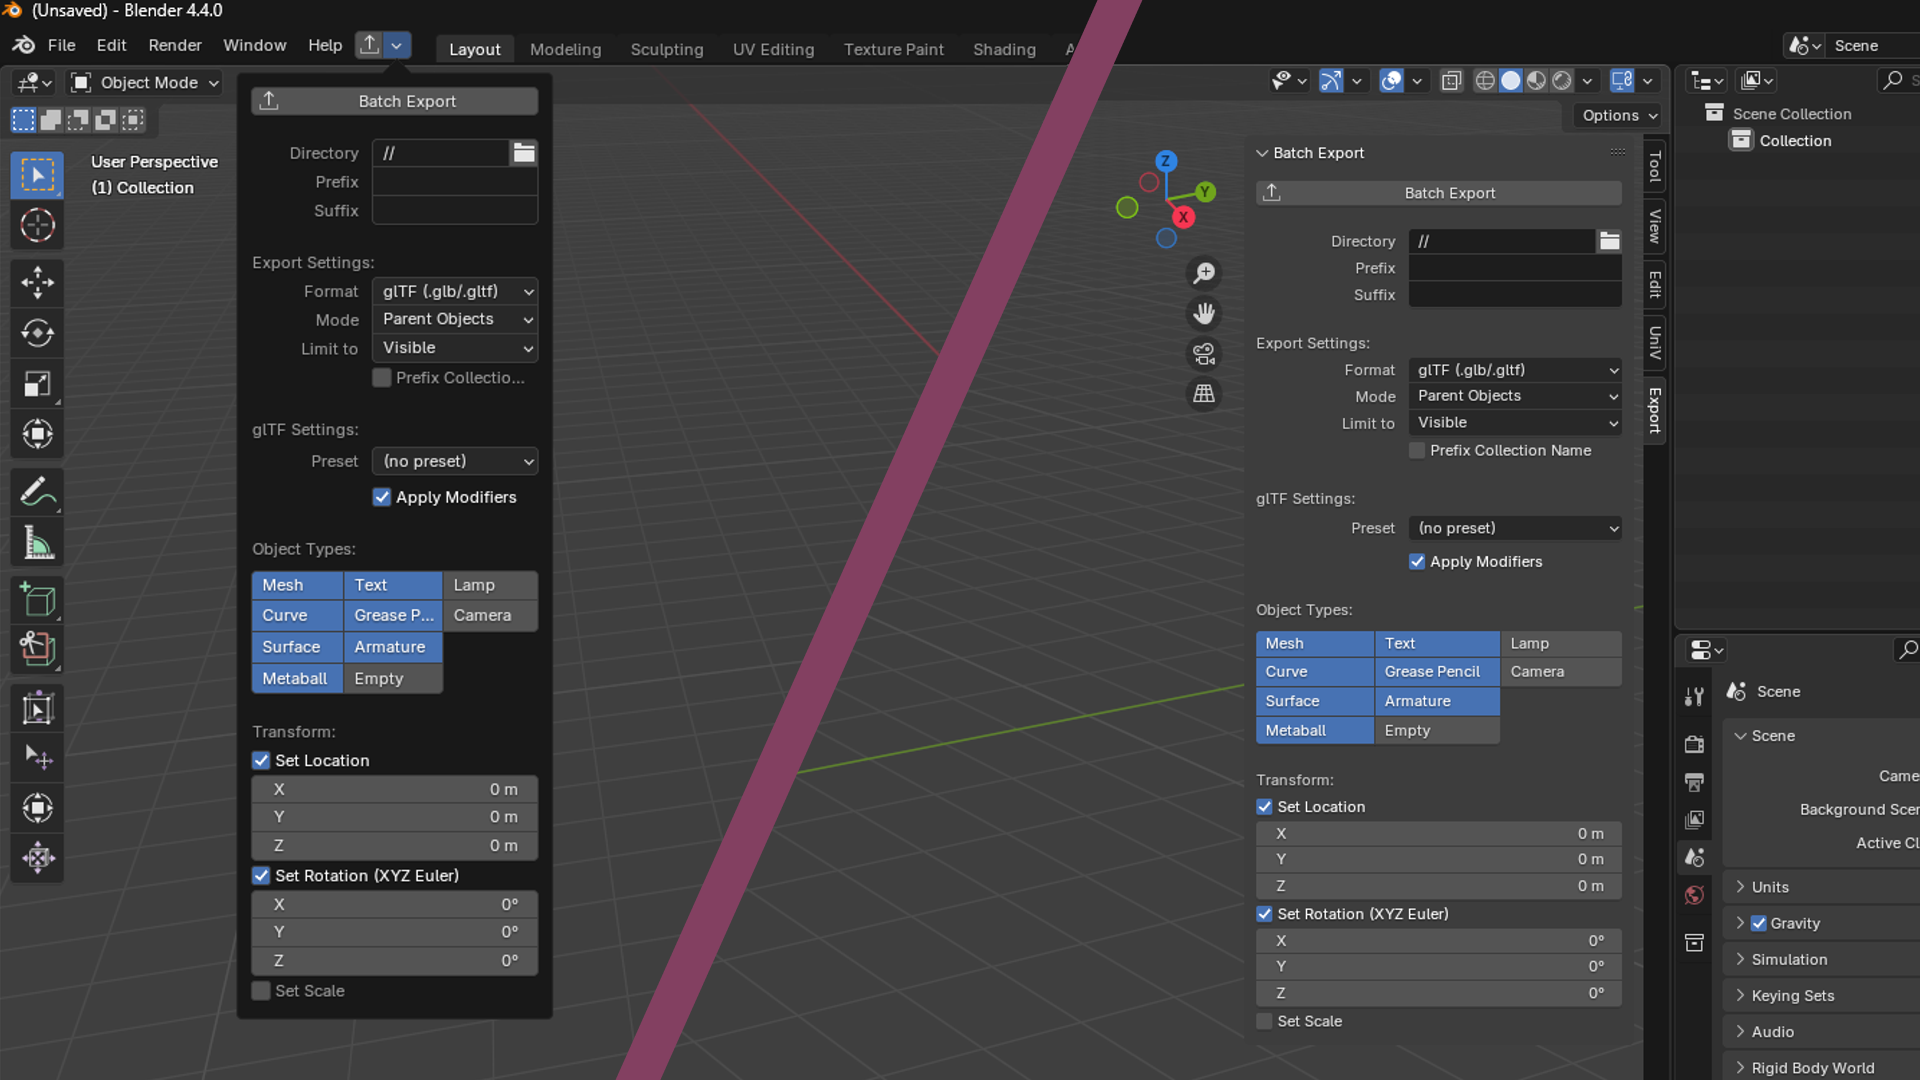 (Unsaved) - Blender 4.4.0
File Edit Render Window Help Layout Modeling Sculpting UV Editing Texture Paint Shading A Scene
Object Mode
Options
User Perspective
(1) Collection
Batch Export
Directory //
Prefix
Suffix
Export Settings:
Format glTF (.glb/.gltf)
Mode Parent Objects
Limit to Visible
Prefix Collectio...
glTF Settings:
Preset (no preset)
Apply Modifiers
Object Types:
Mesh Text Lamp
Curve Grease P... Camera
Surface Armature
Metaball Empty
Transform:
Set Location
X 0 m
Y 0 m
Z 0 m
Set Rotation (XYZ Euler)
X 0°
Y 0°
Z 0°
Set Scale
Z
Y
X
Batch Export
Batch Export
Directory //
Prefix
Suffix
Export Settings:
Format glTF (.glb/.gltf)
Mode Parent Objects
Limit to Visible
Prefix Collection Name
glTF Settings:
Preset (no preset)
Apply Modifiers
Object Types:
Mesh Text Lamp
Curve Grease Pencil Camera
Surface Armature
Metaball Empty
Transform:
Set Location
X 0 m
Y 0 m
Z 0 m
Set Rotation (XYZ Euler)
X 0°
Y 0°
Z 0°
Set Scale
Tool
View
Edit
UniV
Export
Scene Collection
Collection
Scene
Scene
Came
Background Scer
Active Cl
Units
Gravity
Simulation
Keying Sets
Audio
Rigid Body World